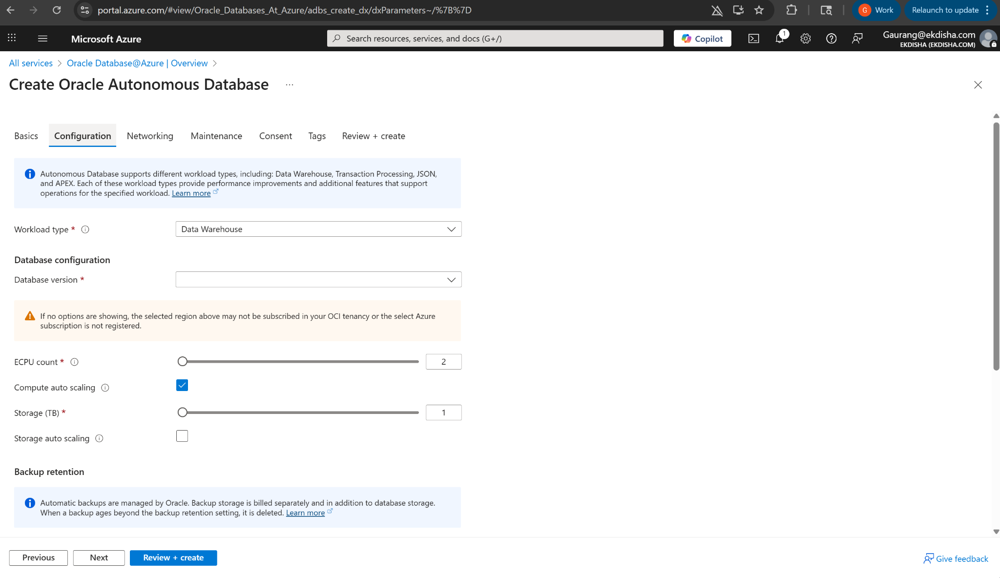 portal.azure.com/#view/Oracle_Databases_At_Azure/adbs_create_dx/dxParameters~/%7B%7D
G Work
Relaunch to update
Microsoft Azure
Search resources, services, and docs (G+/)
Copilot
1
Gaurang@ekdisha.com
EKDISHA (EKDISHA.COM)
All services > Oracle Database@Azure | Overview >
Create Oracle Autonomous Database ...
Basics Configuration Networking Maintenance Consent Tags Review + create
Autonomous Database supports different workload types, including: Data Warehouse, Transaction Processing, JSON,
and APEX. Each of these workload types provide performance improvements and additional features that support
operations for the specified workload. Learn more
Workload type * Data Warehouse
Database configuration
Database version *
If no options are showing, the selected region above may not be subscribed in your OCI tenancy or the select Azure
subscription is not registered.
ECPU count * 2
Compute auto scaling
Storage (TB) * 1
Storage auto scaling
Backup retention
Automatic backups are managed by Oracle. Backup storage is billed separately and in addition to database storage.
When a backup ages beyond the backup retention setting, it is deleted. Learn more
Previous Next Review + create
Give feedback